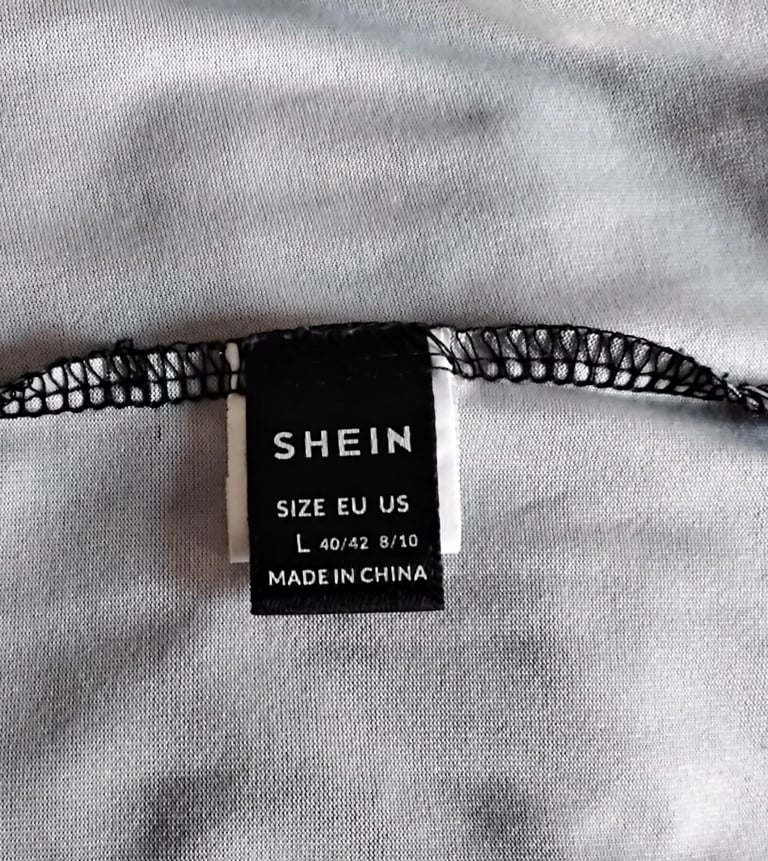 SHEIN
SIZE EU US
L 40/42 8/10
MADE IN CHINA